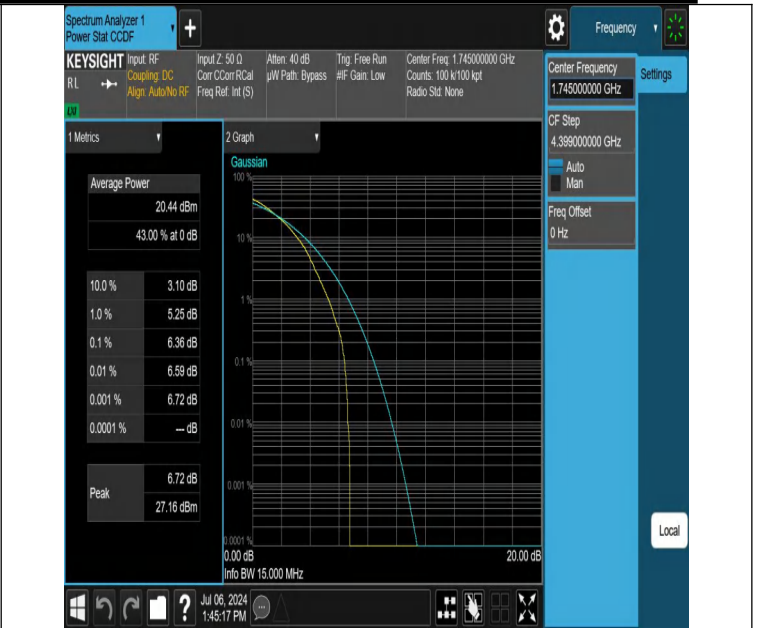 Spectrum Analyzer 1
Power Stat CCDF
+
Frequency
KEYSIGHT
RL
LXI
Input: RF
Coupling: DC
Align: Auto/No RF
Input Z: 50 Ω
Corr CCorr RCal
Freq Ref: Int (S)
Atten: 40 dB
µW Path: Bypass
Trig: Free Run
#IF Gain: Low
Center Freq: 1.745000000 GHz
Counts: 100 k/100 kpt
Radio Std: None
Center Frequency
1.745000000 GHz
Settings
CF Step
4.399000000 GHz
Auto
Man
Freq Offset
0 Hz
1 Metrics
Average Power
20.44 dBm
43.00 % at 0 dB
10.0 % 3.10 dB
1.0 % 5.25 dB
0.1 % 6.36 dB
0.01 % 6.59 dB
0.001 % 6.72 dB
0.0001 % --- dB
Peak
6.72 dB
27.16 dBm
2 Graph
Gaussian
100 %
10 %
1 %
0.1 %
0.01 %
0.001 %
0.0001 %
0.00 dB 20.00 dB
Info BW 15.000 MHz
Local
?
Jul 06, 2024
1:45:17 PM